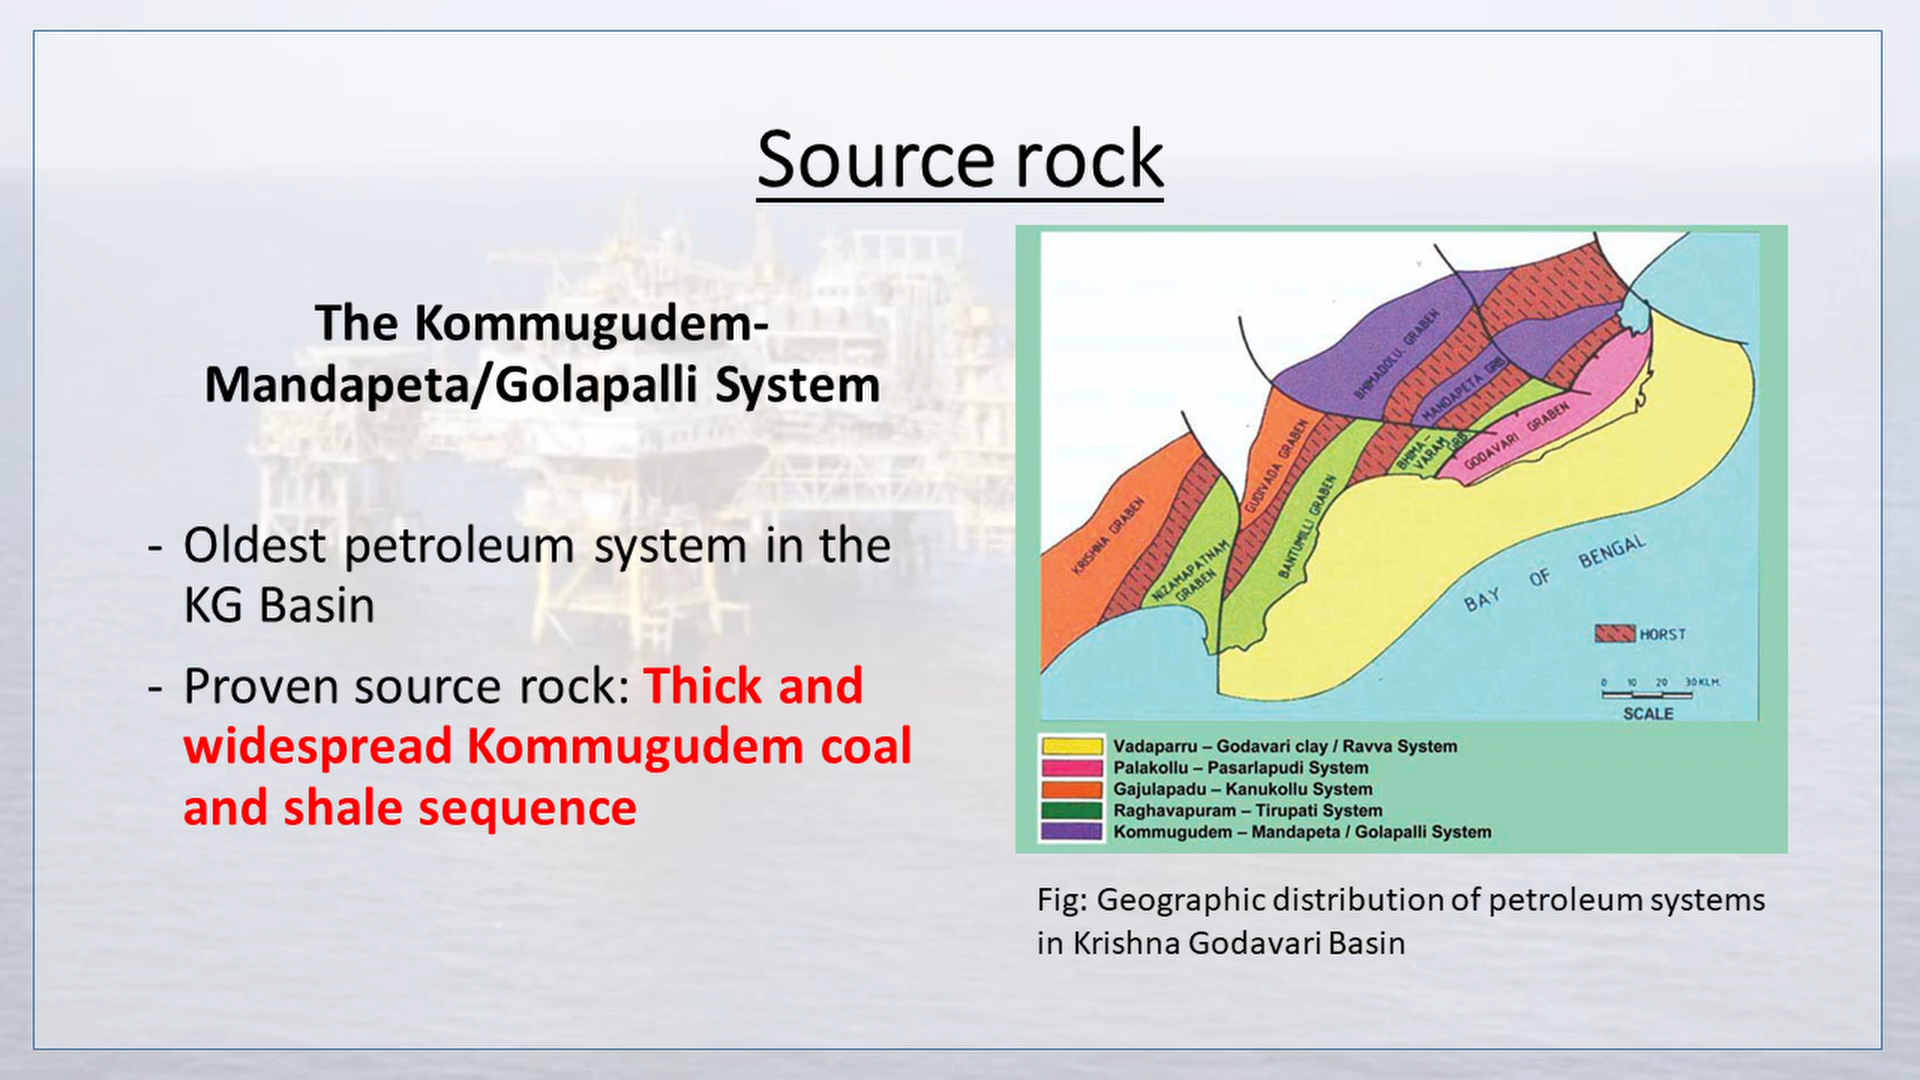 Source rock
The Kommugudem-
Mandapeta/Golapalli System
- Oldest petroleum system in the
KG Basin
- Proven source rock: Thick and
widespread Kommugudem coal
and shale sequence
BHIMADOLU GRABEN
MANDAPETA GRB.
GUDIVADA GRABEN
BHIMA-
VARAM GRB
GODAVARI GRABEN
KRISHNA GRABEN
BANTUMILLI GRABEN
NIZAMAPATNAM
GRABEN
BAY OF BENGAL
HORST
0 10 20 30 KLM.
SCALE
Vadaparru – Godavari clay / Ravva System
Palakollu – Pasarlapudi System
Gajulapadu – Kanukollu System
Raghavapuram – Tirupati System
Kommugudem – Mandapeta / Golapalli System
Fig: Geographic distribution of petroleum systems
in Krishna Godavari Basin